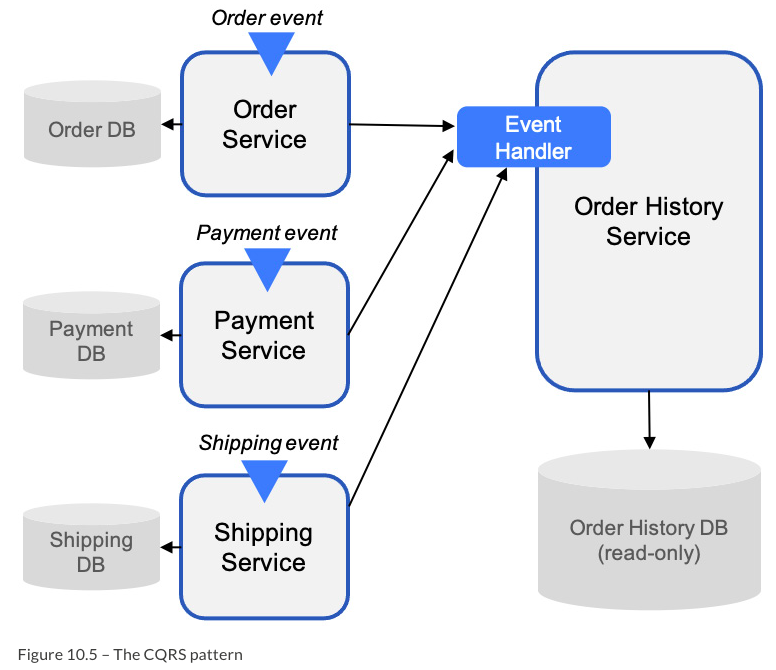 Order event
Order DB
Order
Service
Event
Handler
Order History
Service
Payment event
Payment
DB
Payment
Service
Shipping event
Shipping
DB
Shipping
Service
Order History DB
(read-only)
Figure 10.5 – The CQRS pattern